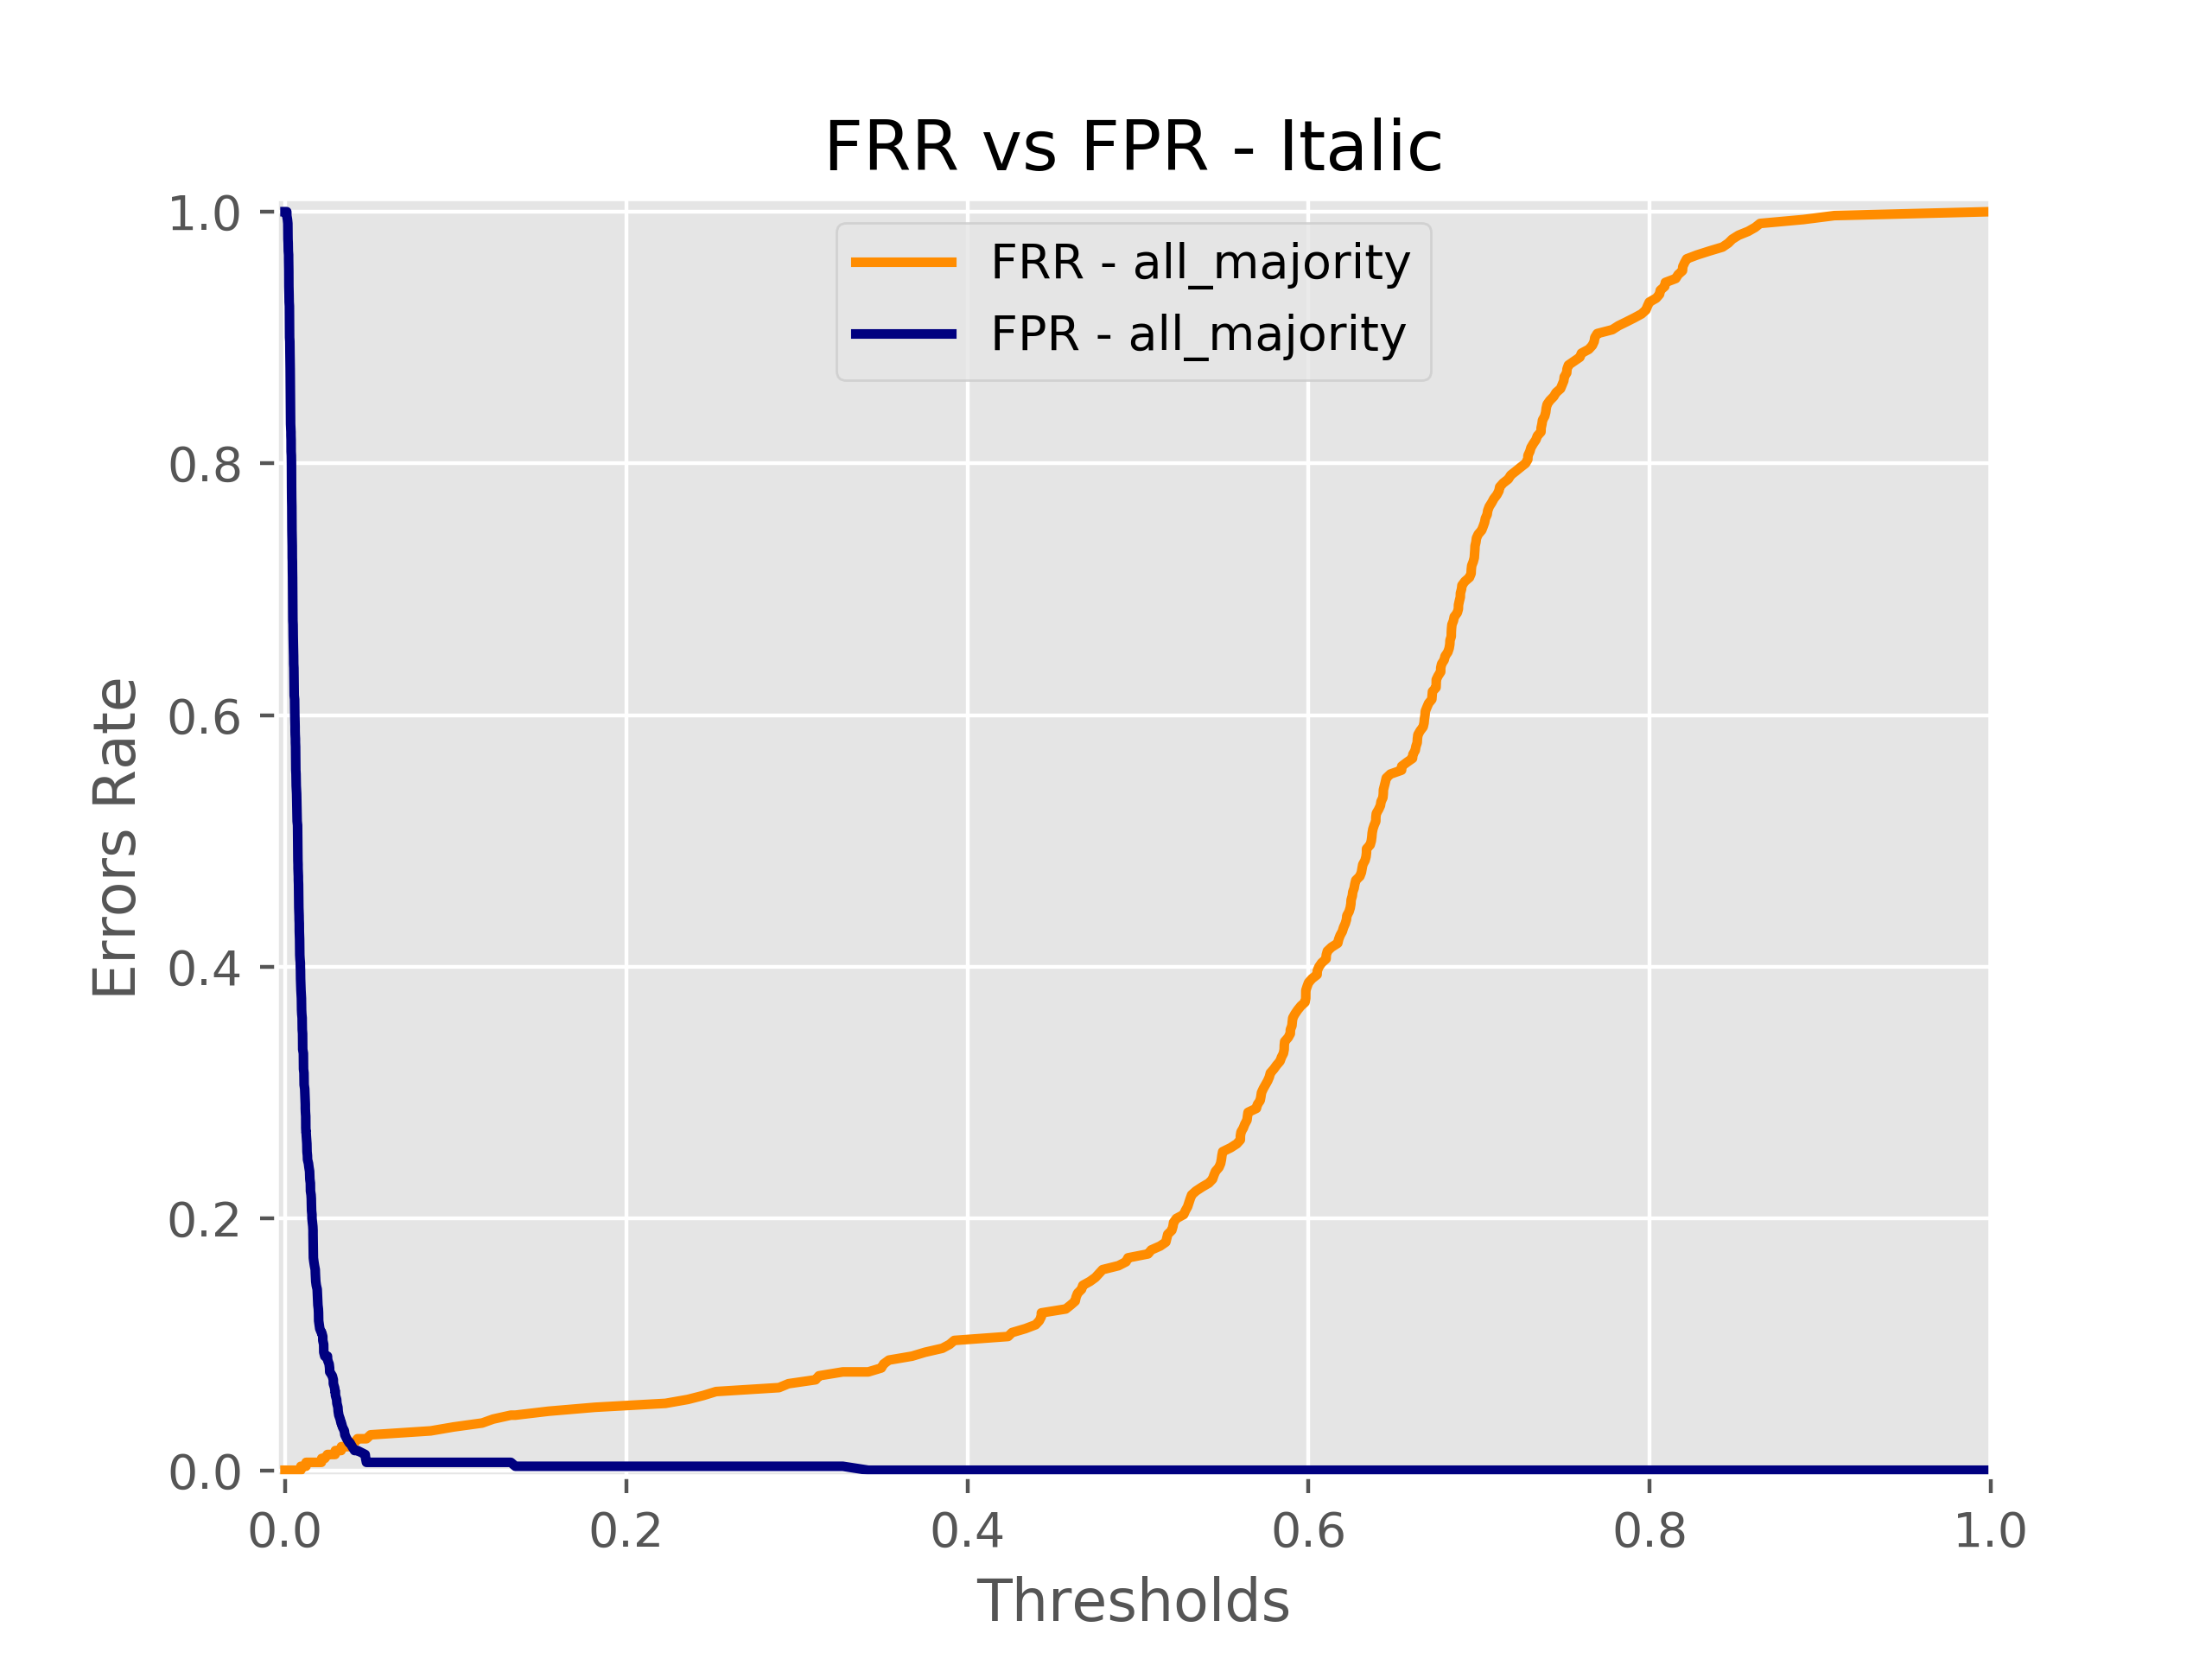 FRR vs FPR - Italic
FRR - all_majority
FPR - all_majority
Errors Rate
1.0
0.8
0.6
0.4
0.2
0.0
0.0 0.2 0.4 0.6 0.8 1.0
Thresholds